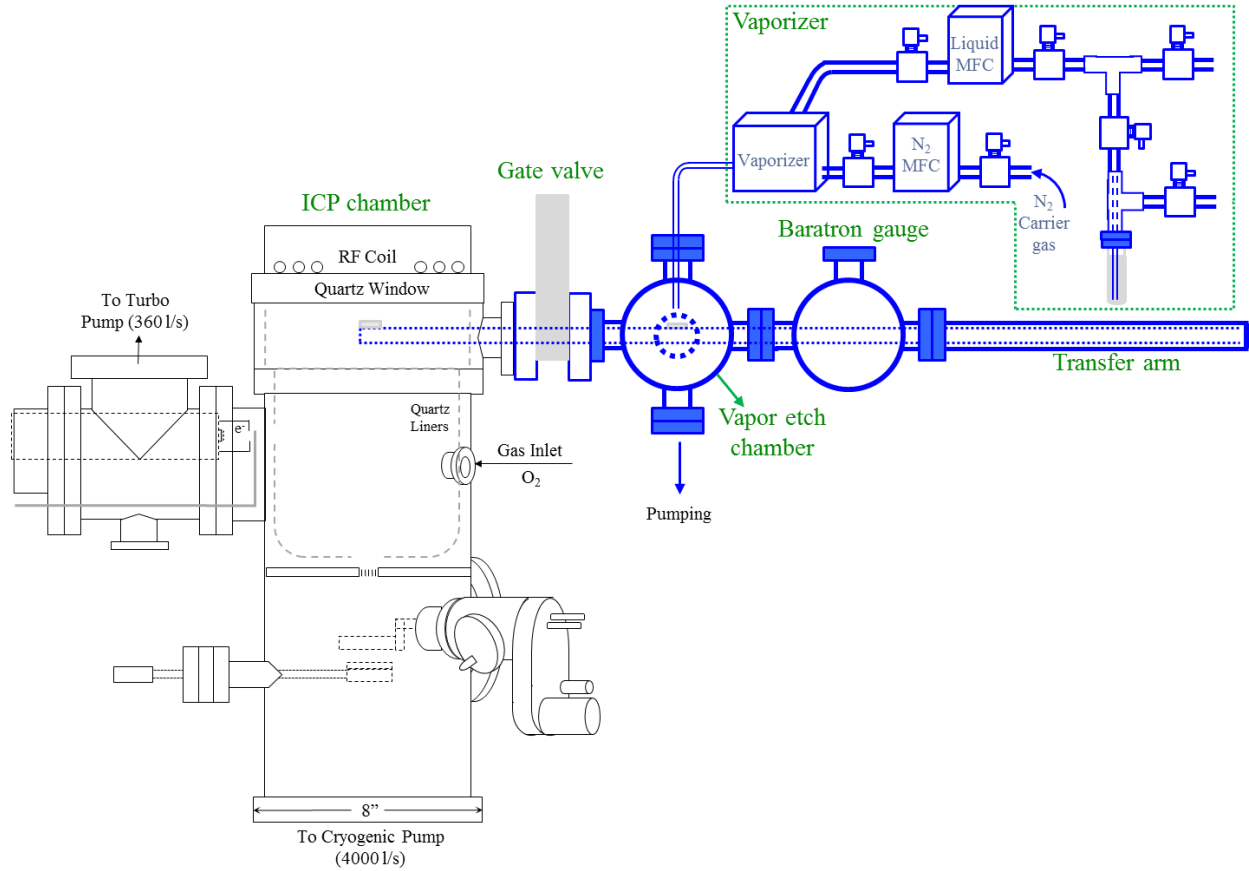 Vaporizer
Liquid
MFC
Vaporizer
N2
MFC
N2
Carrier
gas
Gate valve
ICP chamber
Baratron gauge
RF Coil
Quartz Window
To Turbo
Pump (360 l/s)
Transfer arm
Vapor etch
chamber
Quartz
Liners
e-
Gas Inlet
O2
Pumping
8”
To Cryogenic Pump
(4000 l/s)